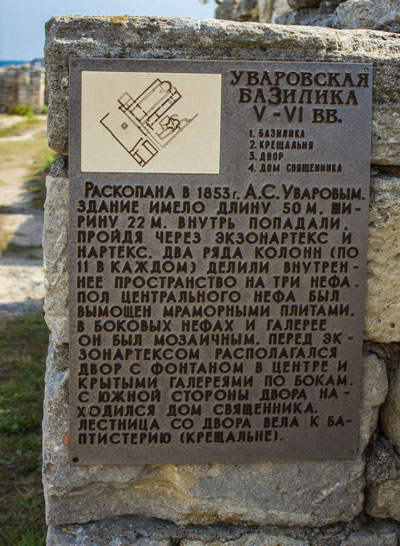 Уваровская
базилика
V - VI вв.
1. базилика
2. крещальня
3. двор
4. дом священника
Раскопана в 1853 г. А.С. Уваровым.
Здание имело длину 50 м, ши-
рину 22 м. Внутрь попадали,
пройдя через экзонартекс и
нартекс. Два ряда колонн (по
11 в каждом) делили внутрен-
нее пространство на три нефа.
Пол центрального нефа был
вымощен мраморными плитами.
В боковых нефах и галерее
он был мозаичным. Перед эк-
зонартексом располагался
двор с фонтаном в центре и
крытыми галереями по бокам.
С южной стороны двора на-
ходился дом священника.
Лестница со двора вела к бап-
тистерию (крещальне).